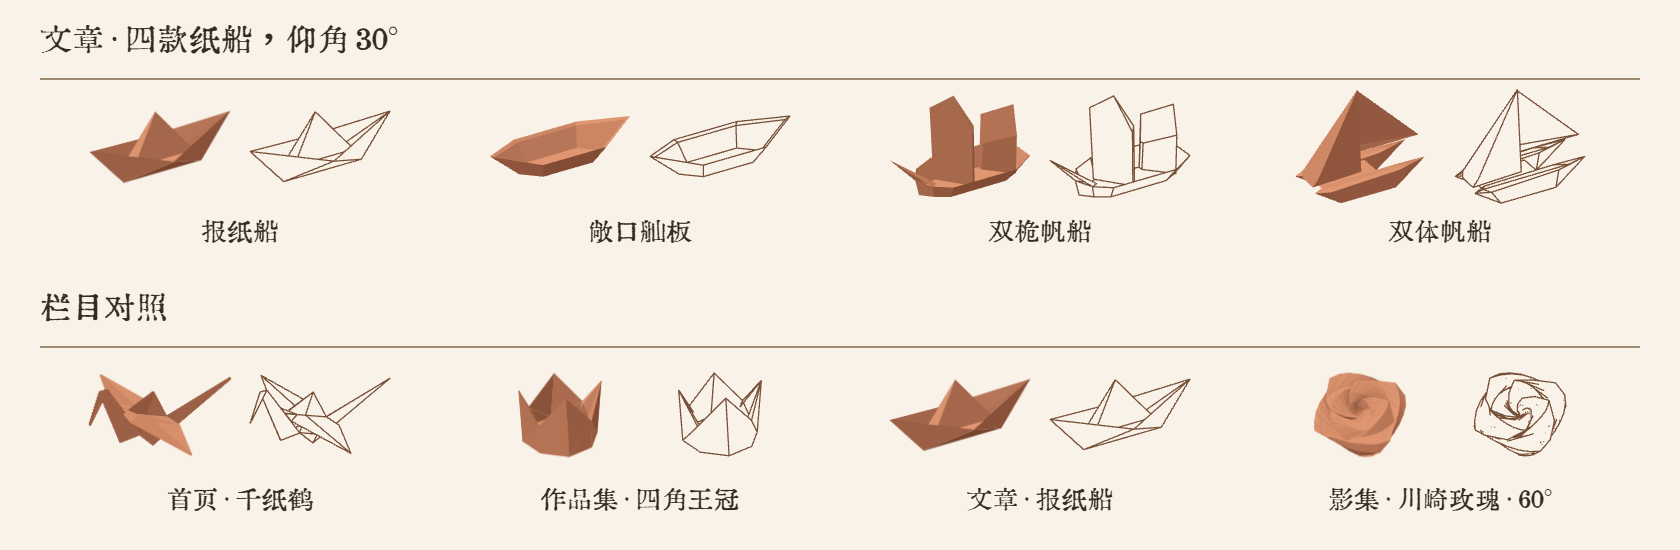 文章·四款纸船，仰角30°
报纸船
敞口舢板
双桅帆船
双体帆船
栏目对照
首页·千纸鹤
作品集·四角王冠
文章·报纸船
影集·川崎玫瑰·60°